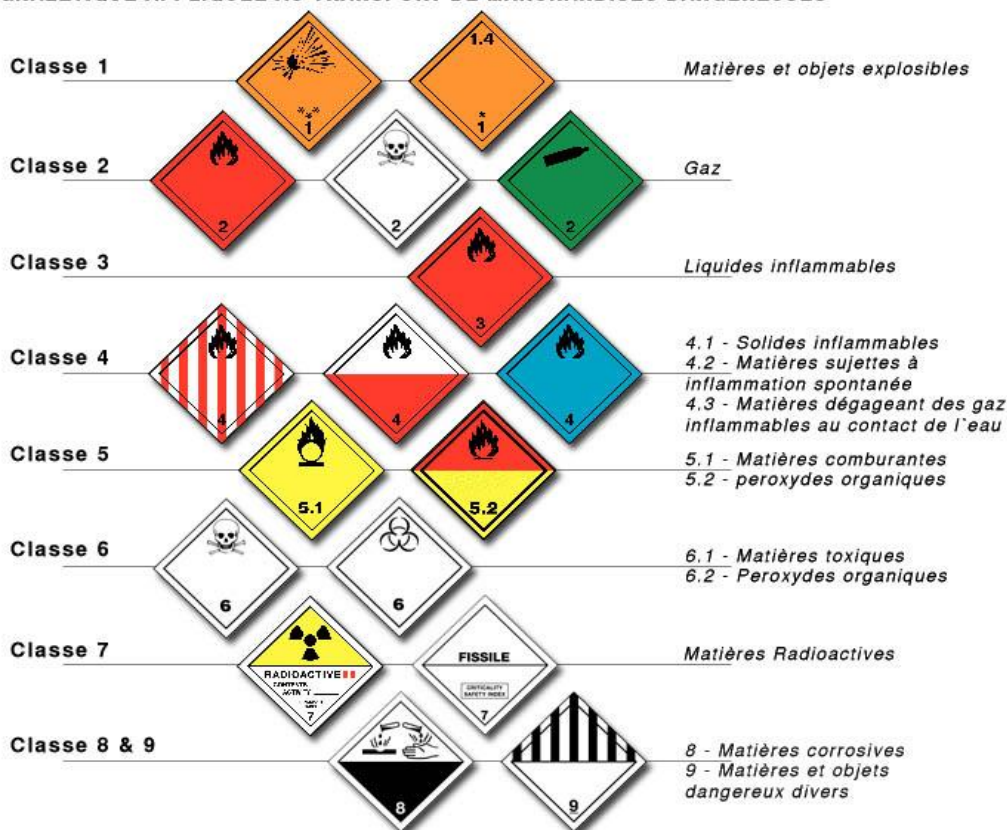 Classe 1
1.4
* * *
1
*
1
Matières et objets explosibles
Classe 2
2
2
2
Gaz
Classe 3
3
Liquides inflammables
Classe 4
4
4
4
4.1 - Solides inflammables
4.2 - Matières sujettes à
inflammation spontanée
4.3 - Matières dégageant des gaz
inflammables au contact de l'eau
Classe 5
5.1
5.2
5.1 - Matières comburantes
5.2 - peroxydes organiques
Classe 6
6
6
6.1 - Matières toxiques
6.2 - Peroxydes organiques
Classe 7
RADIOACTIVE II
CONTENTS
ACTIVITY
7
FISSILE
CRITICALITY
SAFETY INDEX
7
Matières Radioactives
Classe 8 & 9
8
9
8 - Matières corrosives
9 - Matières et objets
dangereux divers